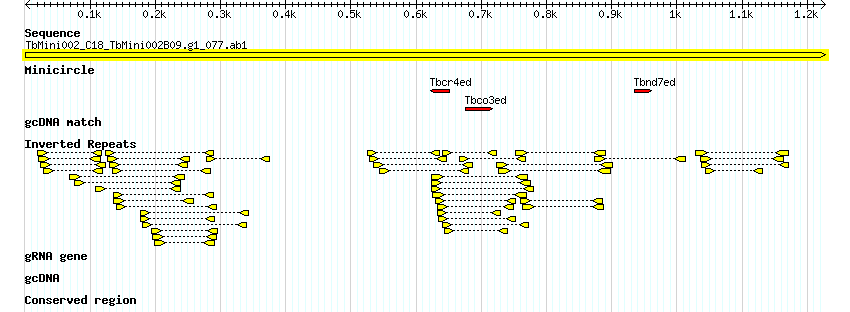 0.1k 0.2k 0.3k 0.4k 0.5k 0.6k 0.7k 0.8k 0.9k 1k 1.1k 1.2k
Sequence
TbMini002_C18_TbMini002B09.g1_077.ab1
Minicircle
Tbcr4ed Tbnd7ed
Tbco3ed
gcDNA match
Inverted Repeats
gRNA gene
gcDNA
Conserved region